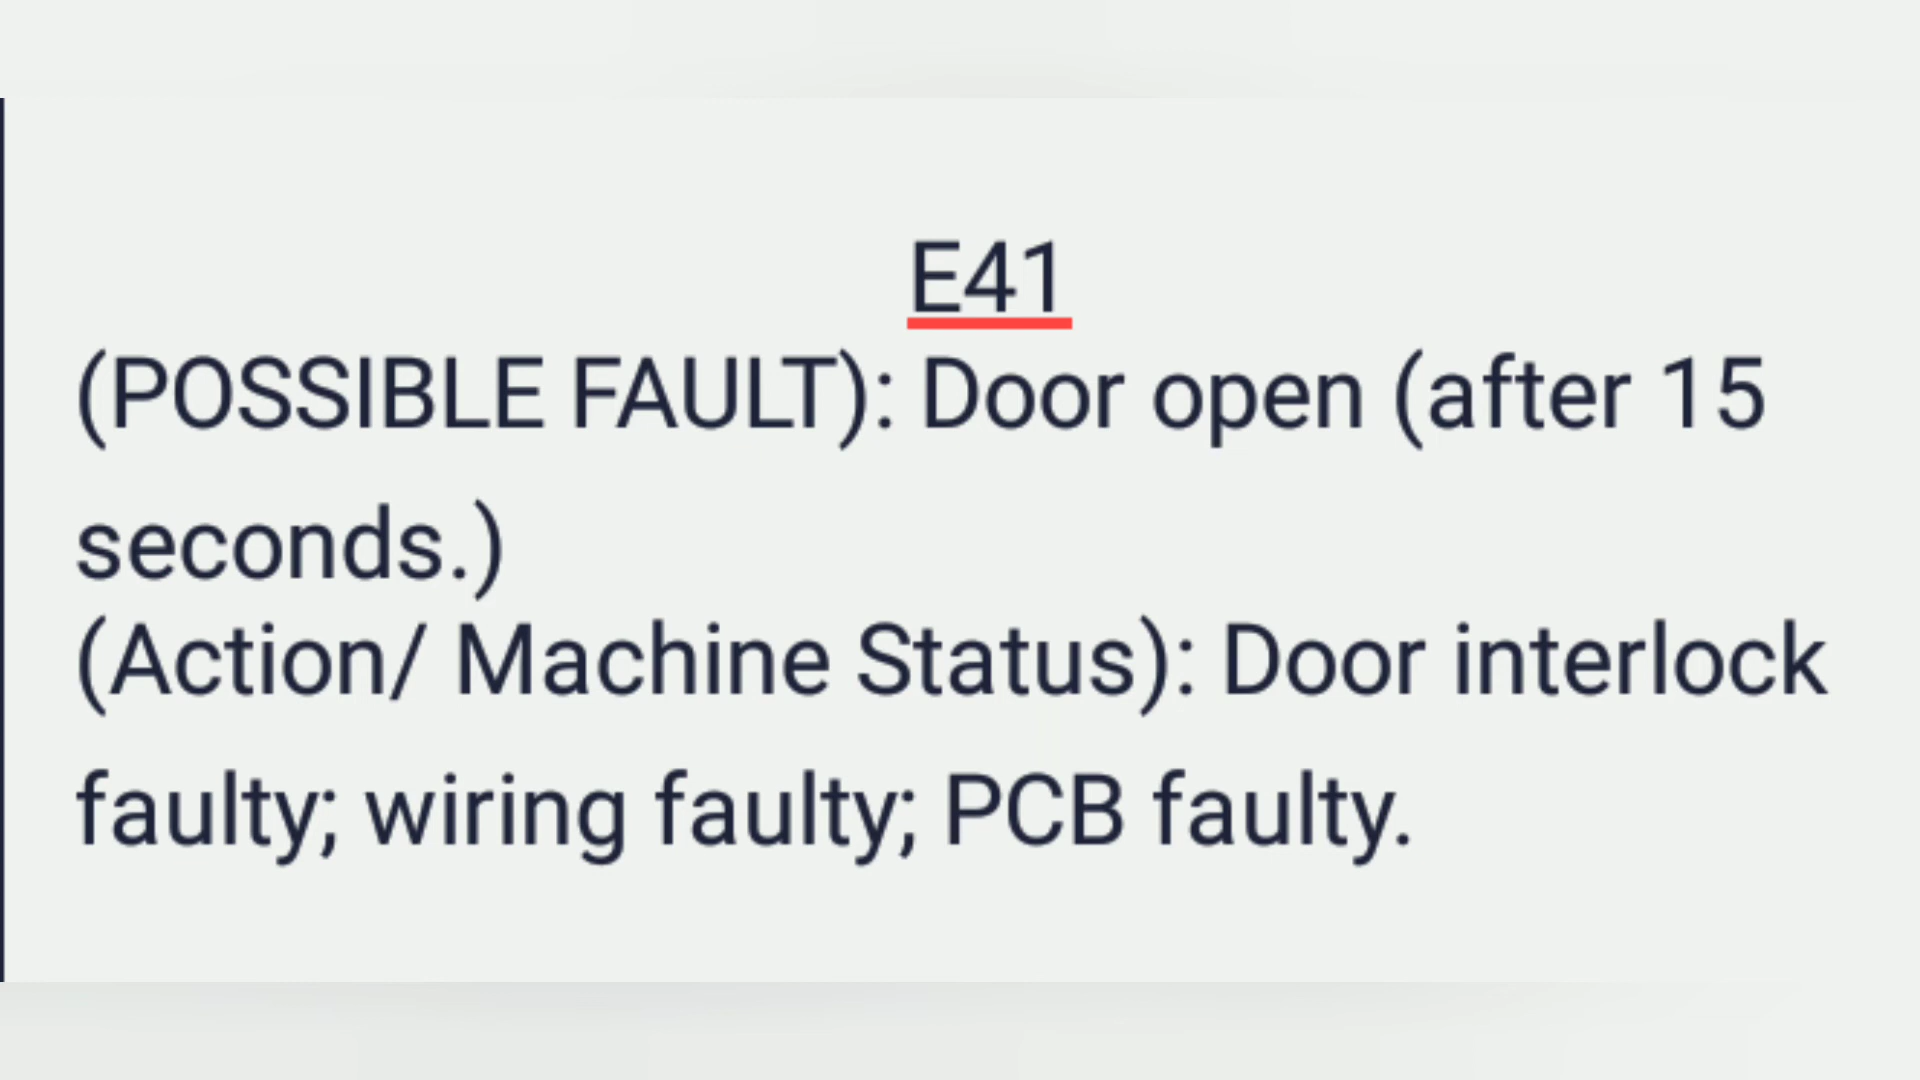 E41
(POSSIBLE FAULT): Door open (after 15
seconds.)
(Action/ Machine Status): Door interlock
faulty; wiring faulty; PCB faulty.